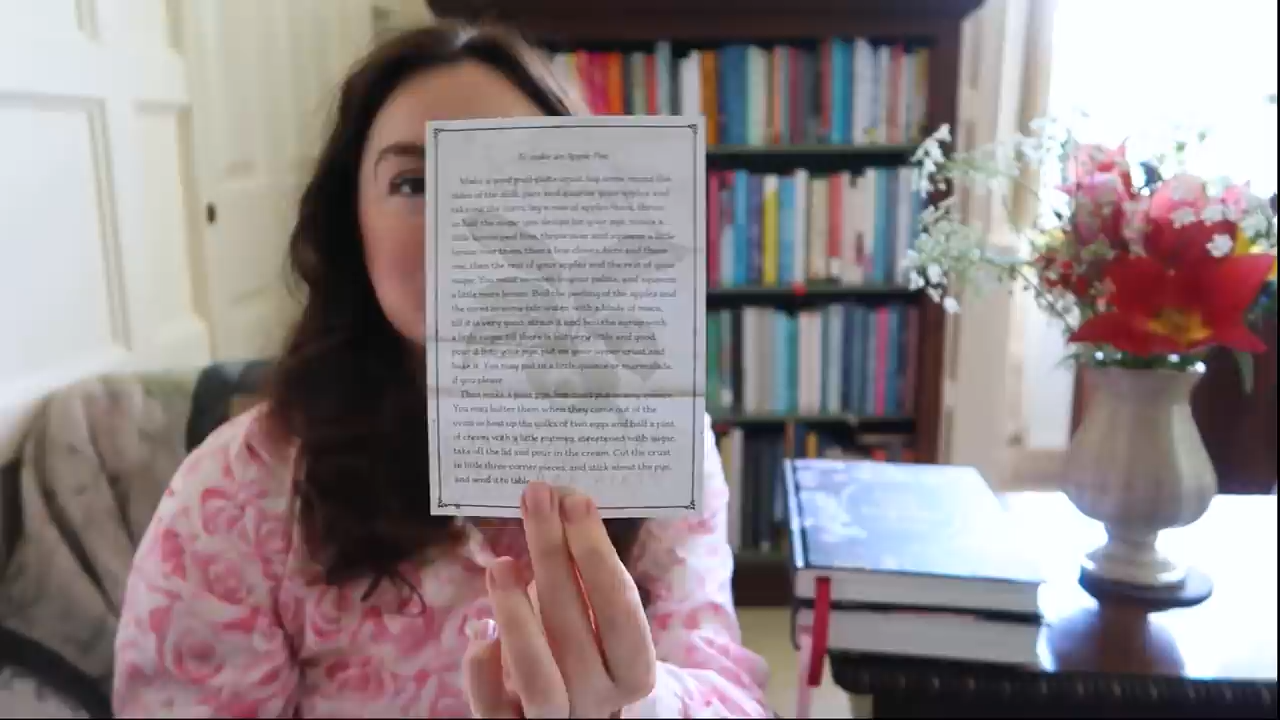 To make an Apple Pie.
Make a good puff-paste crust, lay some round the
sides of the dish, pare and quarter your apples, and
take out the cores, lay a row of apples thick, throw
in half the sugar you design for your pye, mince a
little lemon-peel fine, throw over and squeeze a little
lemon over them, then a few cloves, here and there
one, then the rest of your apples and the rest of your
sugar. You must sweeten to your palate, and squeeze
a little more lemon. Boil the peeling of the apples and
the cores in some fair water, with a blade of mace,
till it is very good; strain it and boil the syrup with
a little sugar, till there is but very little and good,
pour it into your pye, put on your upper crust and
bake it. You may put in a little quince or marmalade,
if you please.
Thus make a pear pye, but don't put in any quince.
You may butter them when they come out of the
oven or beat up the yolks of two eggs and half a pint
of cream, with a little nutmeg, sweetened with sugar,
take off the lid and pour in the cream. Cut the crust
in little three-corner pieces, and stick about the pye,
and send it to table.